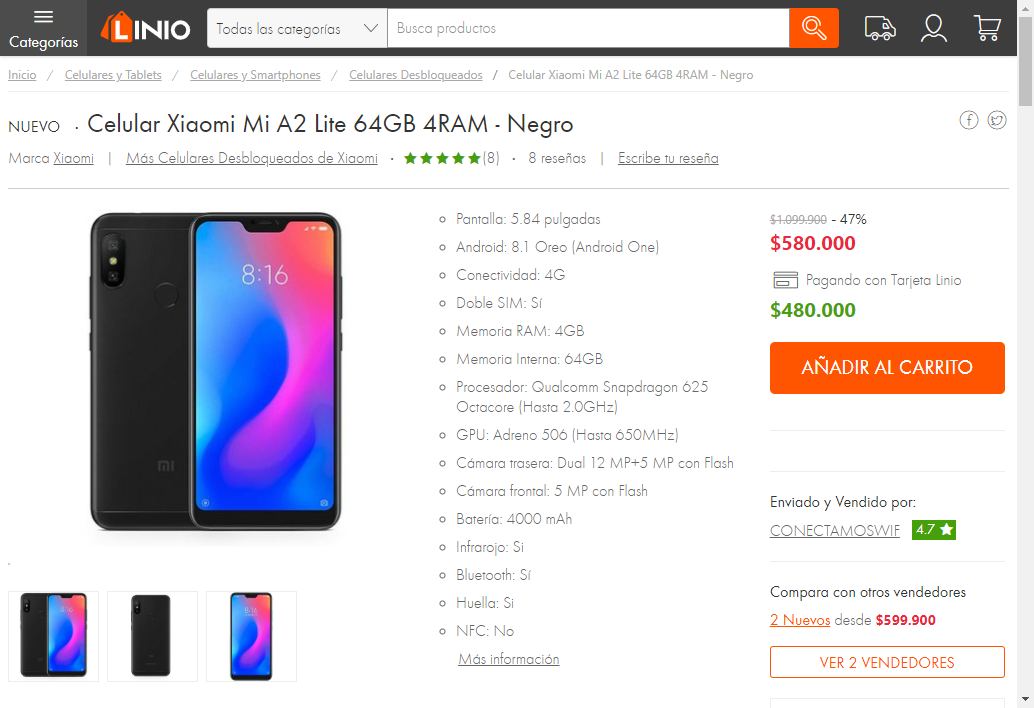 Categorías
LINIO
Todas las categorías
Busca productos
Inicio / Celulares y Tablets / Celulares y Smartphones / Celulares Desbloqueados / Celular Xiaomi Mi A2 Lite 64GB 4RAM - Negro
NUEVO · Celular Xiaomi Mi A2 Lite 64GB 4RAM - Negro
Marca Xiaomi | Más Celulares Desbloqueados de Xiaomi · (8) · 8 reseñas | Escribe tu reseña
8:16
mi
Pantalla: 5.84 pulgadas
Android: 8.1 Oreo (Android One)
Conectividad: 4G
Doble SIM: Sí
Memoria RAM: 4GB
Memoria Interna: 64GB
Procesador: Qualcomm Snapdragon 625
Octacore (Hasta 2.0GHz)
GPU: Adreno 506 (Hasta 650MHz)
Cámara trasera: Dual 12 MP+5 MP con Flash
Cámara frontal: 5 MP con Flash
Batería: 4000 mAh
Infrarojo: Si
Bluetooth: Sí
Huella: Si
NFC: No
Más información
$1.099.900 - 47%
$580.000
Pagando con Tarjeta Linio
$480.000
AÑADIR AL CARRITO
Enviado y Vendido por:
CONECTAMOSWIF 4.7
Compara con otros vendedores
2 Nuevos desde $599.900
VER 2 VENDEDORES